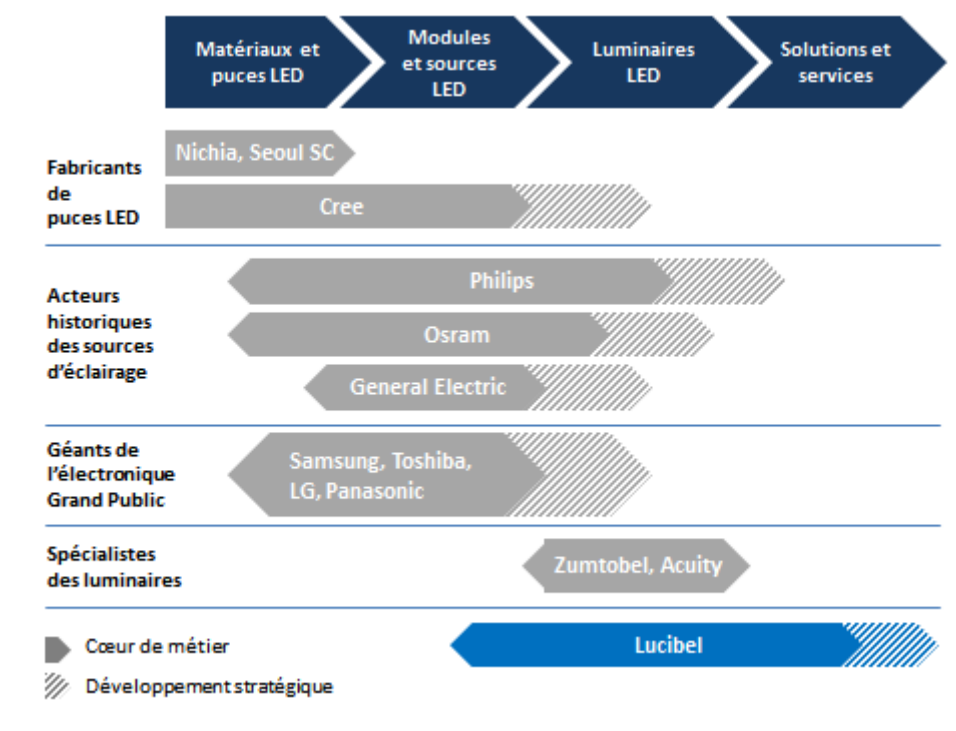 Matériaux et
puces LED
Modules
et sources
LED
Luminaires
LED
Solutions et
services
Fabricants
de
puces LED
Nichia, Seoul SC
Cree
Acteurs
historiques
des sources
d'éclairage
Philips
Osram
General Electric
Géants de
l'électronique
Grand Public
Samsung, Toshiba,
LG, Panasonic
Spécialistes
des luminaires
Zumtobel, Acuity
Lucibel
Cœur de métier
Développement stratégique